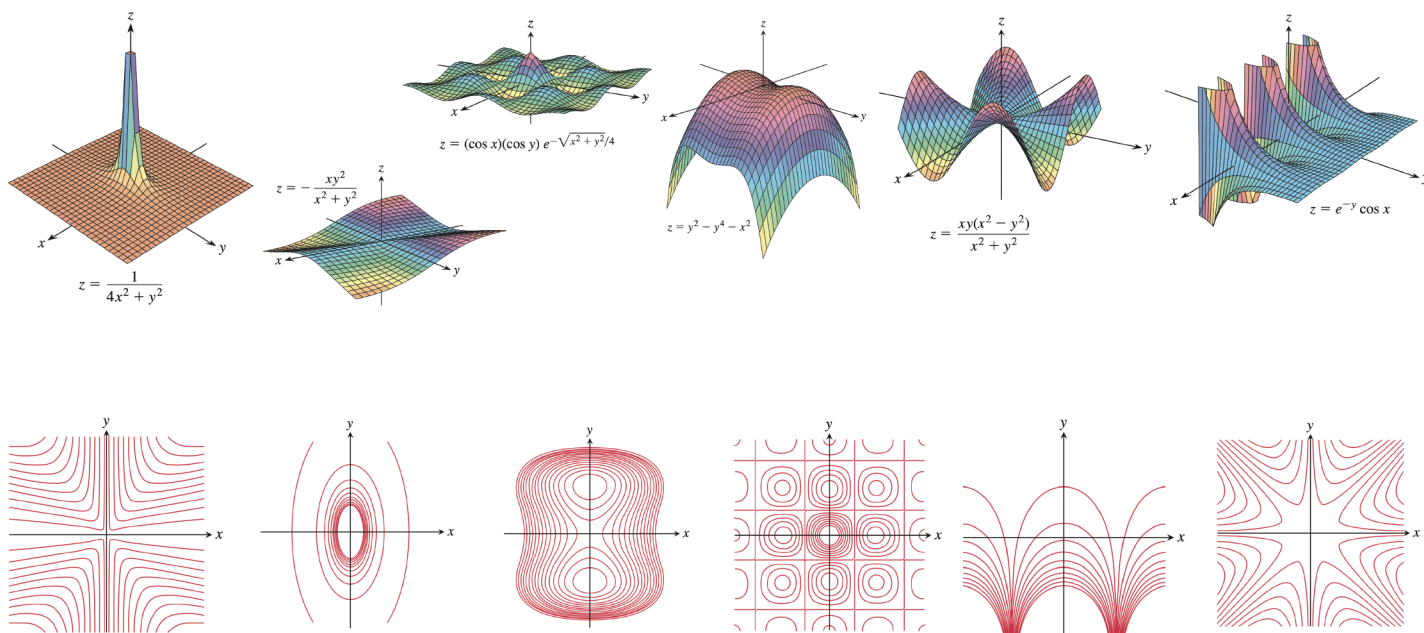 z
x
y
z = 1/(4x² + y²)
z
x
y
z = − xy²/(x² + y²)
z
x
y
z = (cos x)(cos y) e^(−√(x² + y²)/4)
z
x
y
z = y² − y⁴ − x²
z
x
y
z = xy(x² − y²)/(x² + y²)
z
x
z = e^(−y) cos x
y
x
y
x
y
x
y
x
y
x
y
x